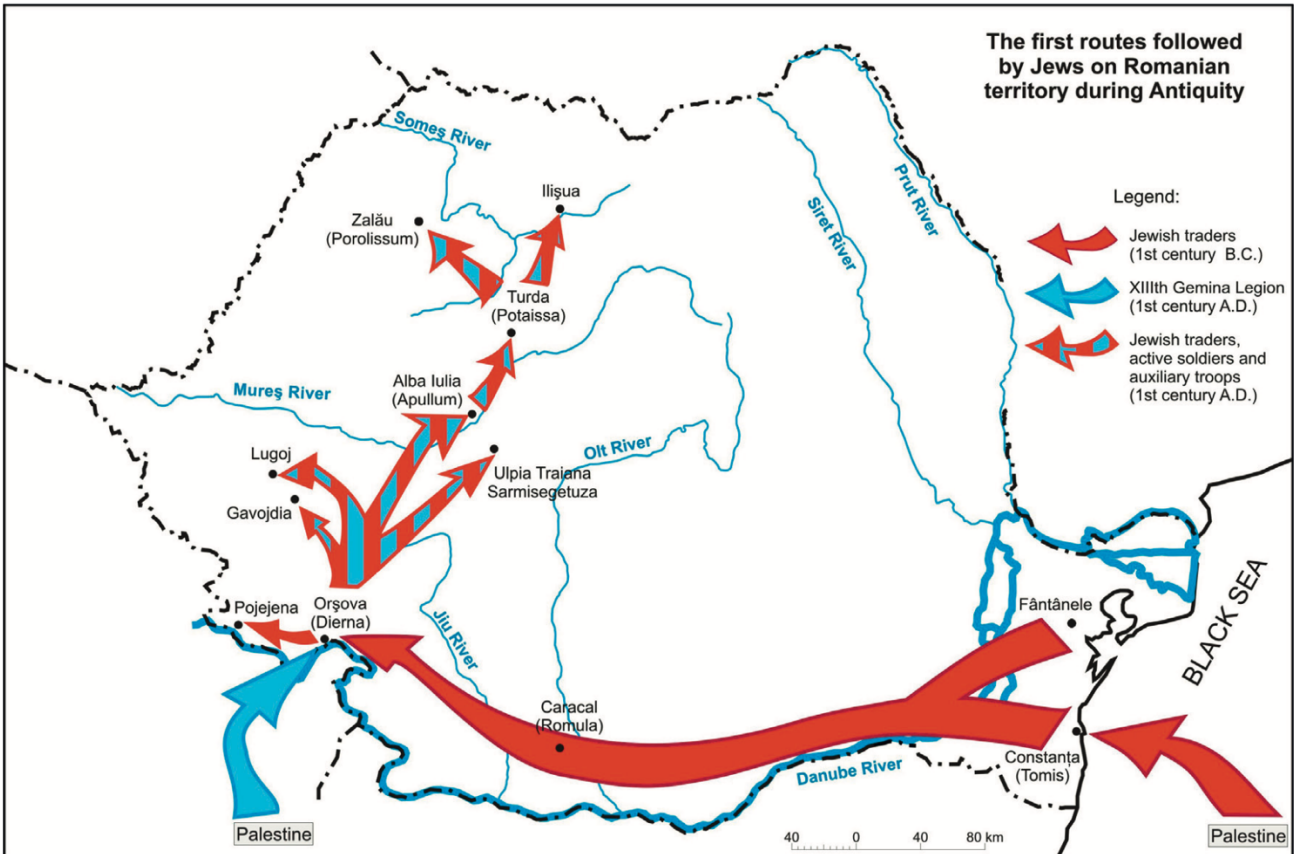 The first routes followed
by Jews on Romanian
territory during Antiquity
Legend:
Jewish traders
(1st century B.C.)
XIIIth Gemina Legion
(1st century A.D.)
Jewish traders,
active soldiers and
auxiliary troops
(1st century A.D.)
Someş River
Ilişua
Zalău
(Porolissum)
Siret River
Prut River
Turda
(Potaissa)
Mureş River
Alba Iulia
(Apullum)
Lugoj
Olt River
Ulpia Traiana
Sarmisegetuza
Gavojdia
Pojejena
Orşova
(Dierna)
Jiu River
Fântânele
BLACK SEA
Caracal
(Romula)
Constanţa
(Tomis)
Danube River
Palestine
40 0 40 80 km
Palestine